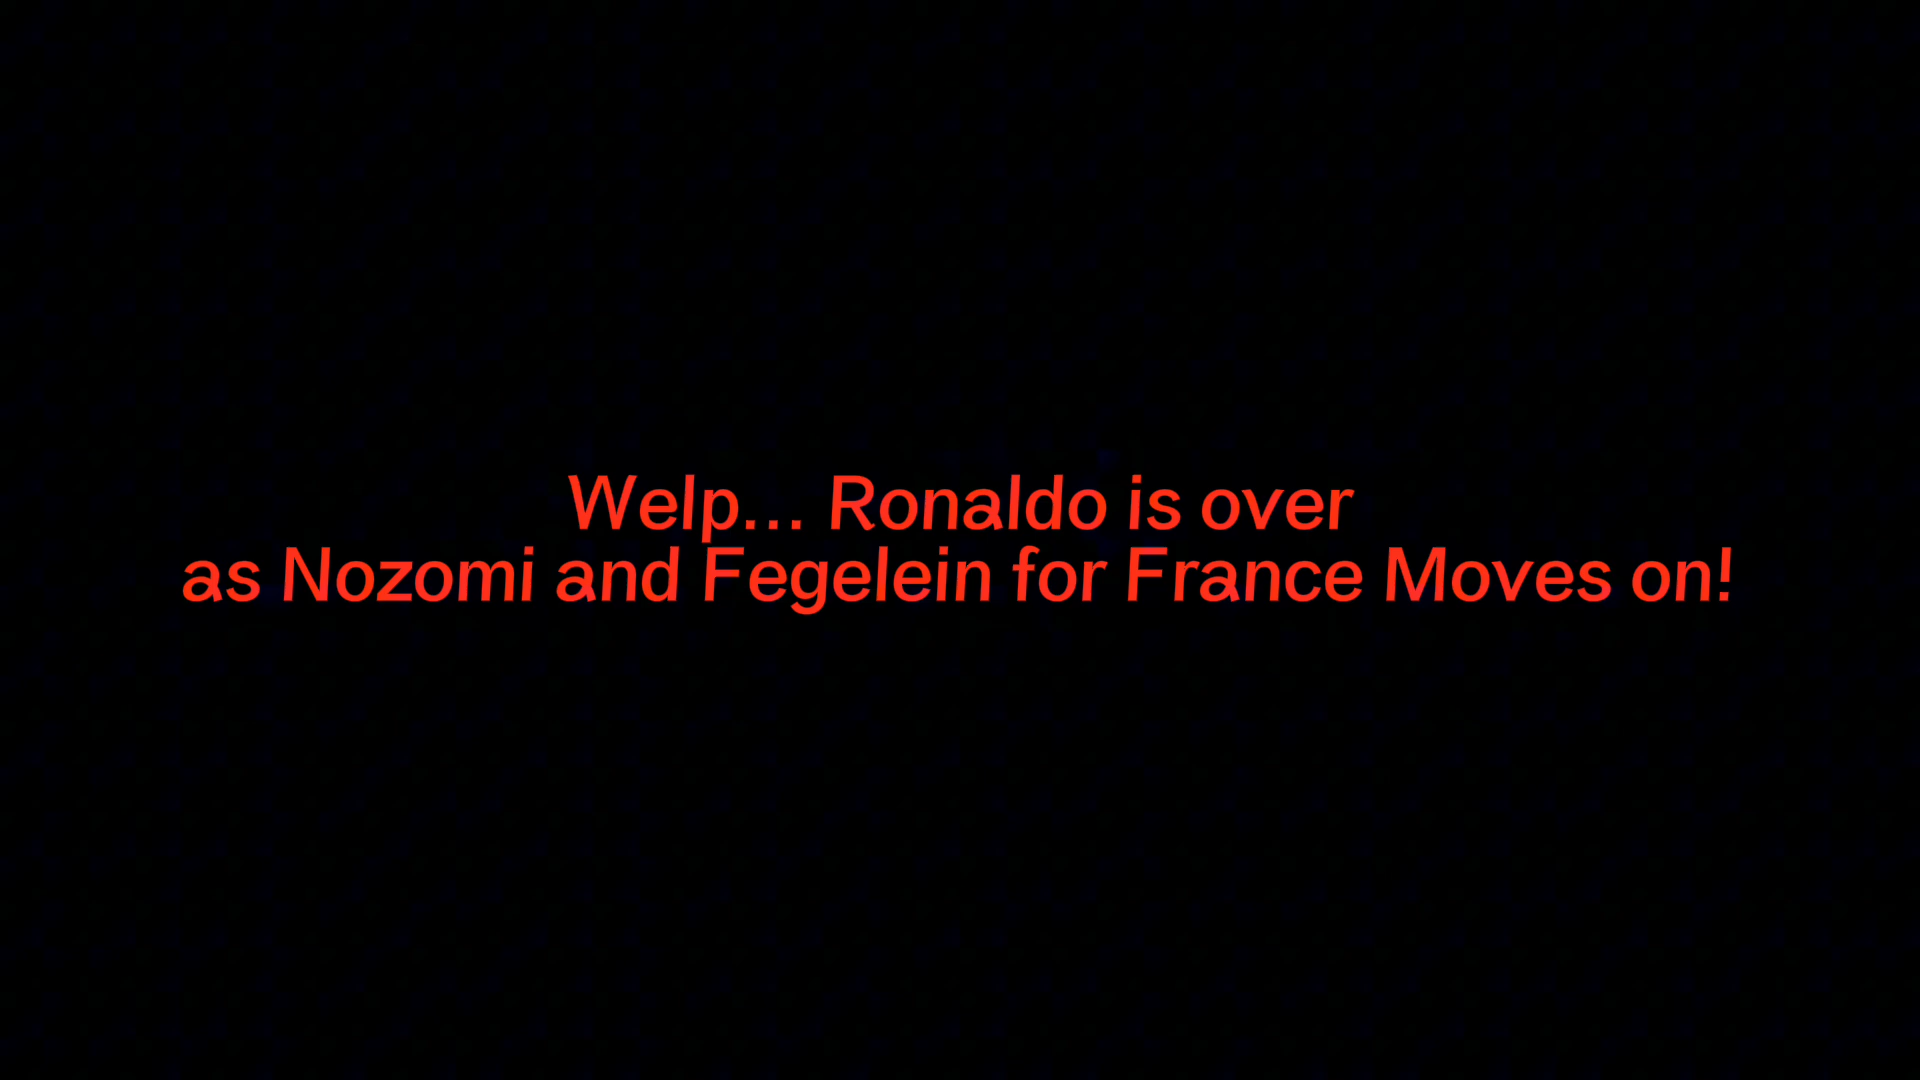 Welp... Ronaldo is over
as Nozomi and Fegelein for France Moves on!